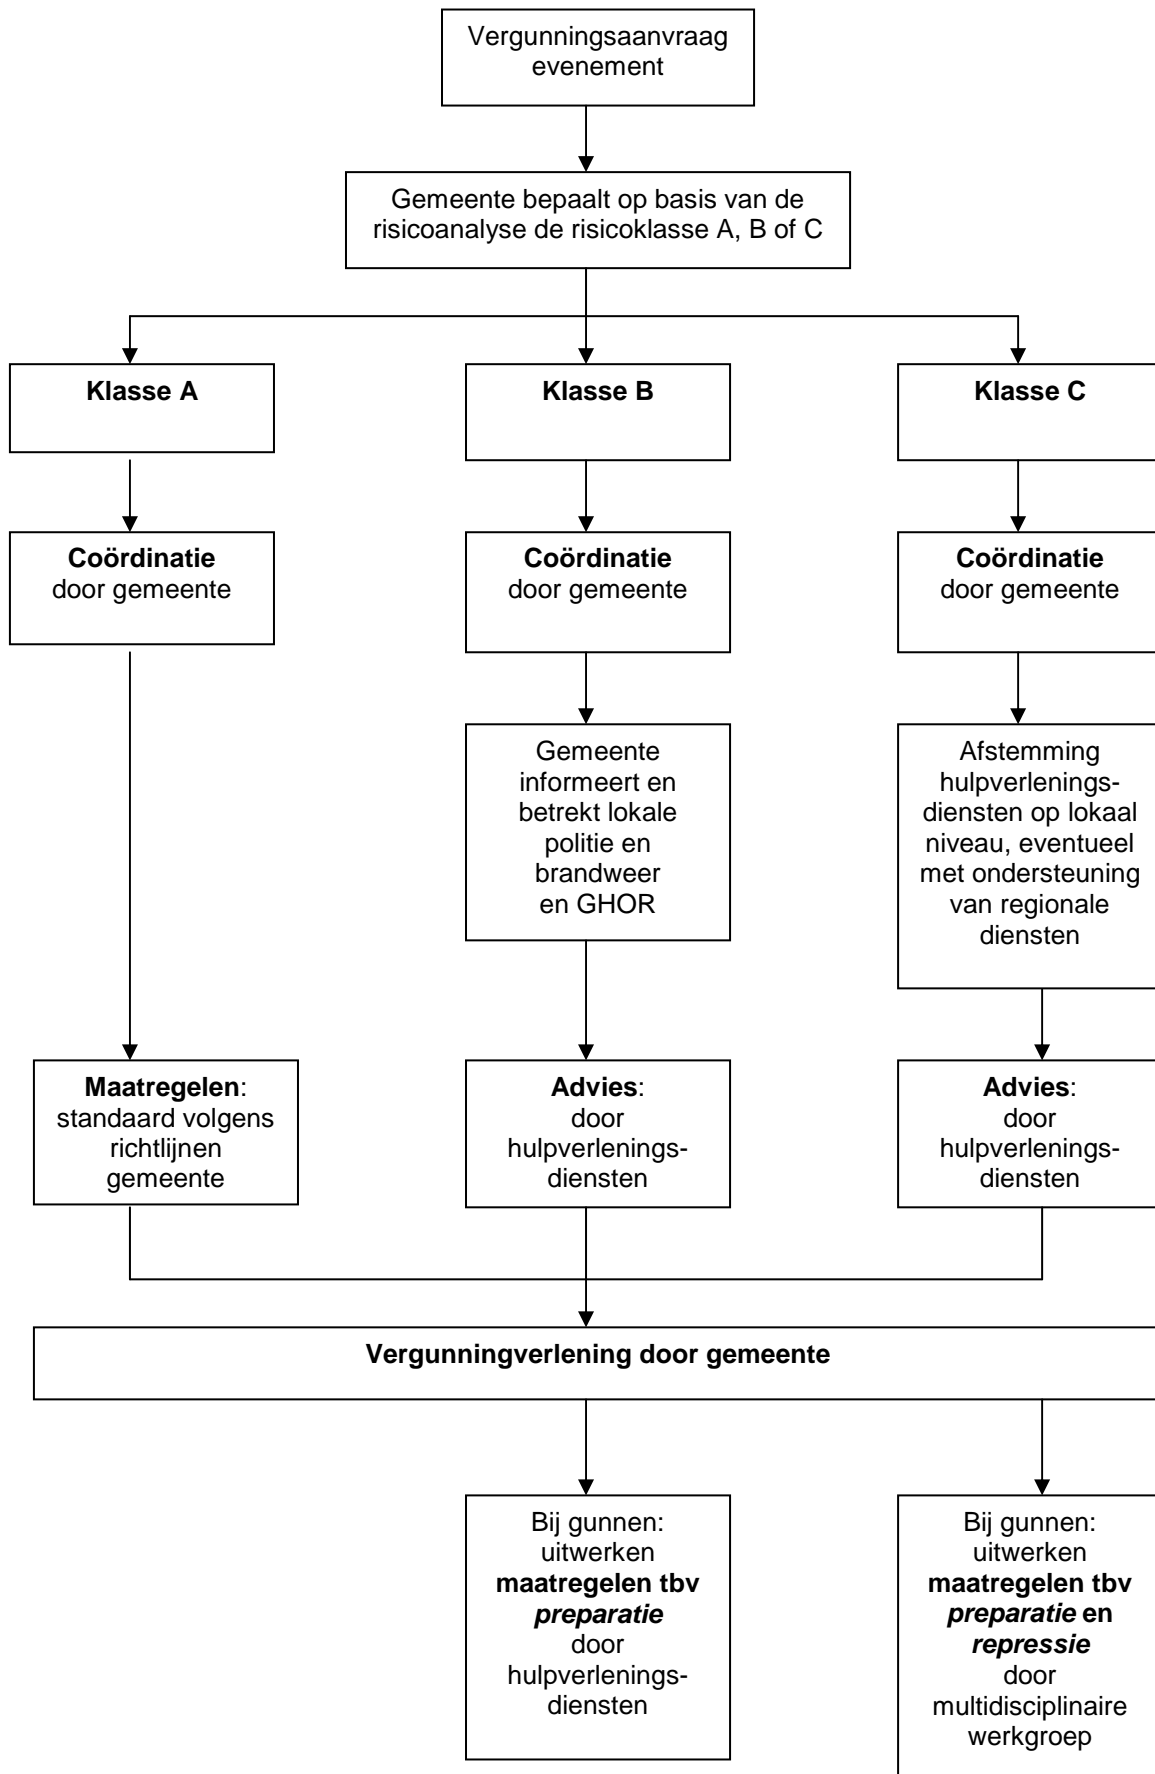 Vergunningsaanvraag
evenement
Gemeente bepaalt op basis van de
risicoanalyse de risicoklasse A, B of C
Klasse A
Klasse B
Klasse C
Coördinatie
door gemeente
Coördinatie
door gemeente
Coördinatie
door gemeente
Gemeente
informeert en
betrekt lokale
politie en
brandweer
en GHOR
Afstemming
hulpverlenings-
diensten op lokaal
niveau, eventueel
met ondersteuning
van regionale
diensten
Maatregelen:
standaard volgens
richtlijnen
gemeente
Advies:
door
hulpverlenings-
diensten
Advies:
door
hulpverlenings-
diensten
Vergunningverlening door gemeente
Bij gunnen:
uitwerken
maatregelen tbv
preparatie
door
hulpverlenings-
diensten
Bij gunnen:
uitwerken
maatregelen tbv
preparatie en
repressie
door
multidisciplinaire
werkgroep